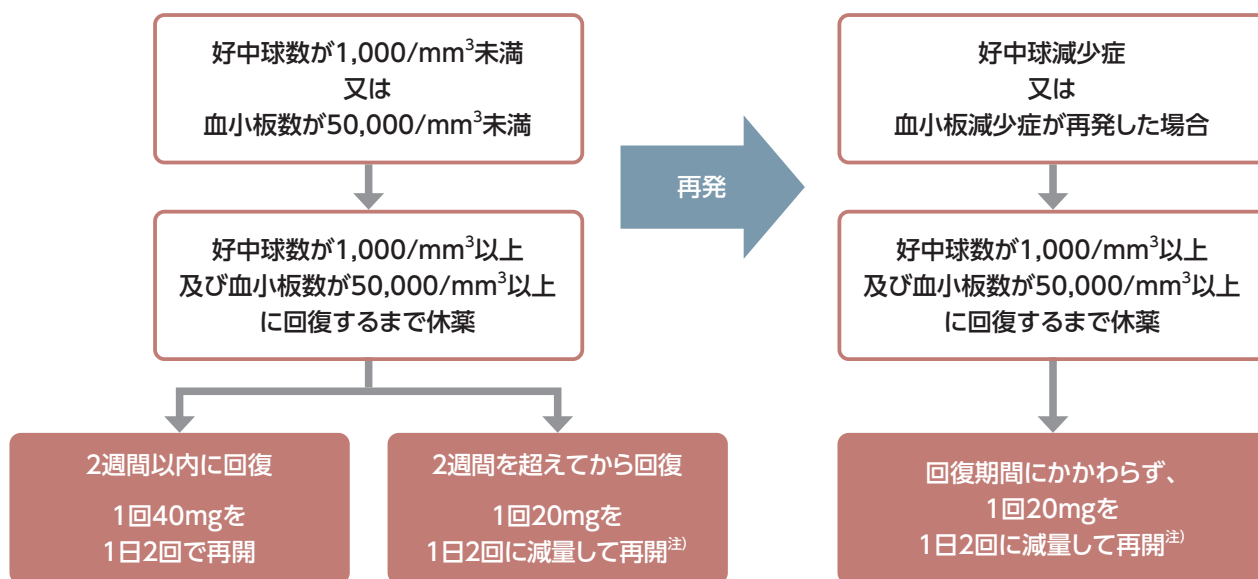 好中球数が1,000/mm³未満
又は
血小板数が50,000/mm³未満
好中球数が1,000/mm³以上
及び血小板数が50,000/mm³以上
に回復するまで休薬
2週間以内に回復
1回40mgを
1日2回で再開
2週間を超えてから回復
1回20mgを
1日2回に減量して再開注)
再発
好中球減少症
又は
血小板減少症が再発した場合
好中球数が1,000/mm³以上
及び血小板数が50,000/mm³以上
に回復するまで休薬
回復期間にかかわらず、
1回20mgを
1日2回に減量して再開注)